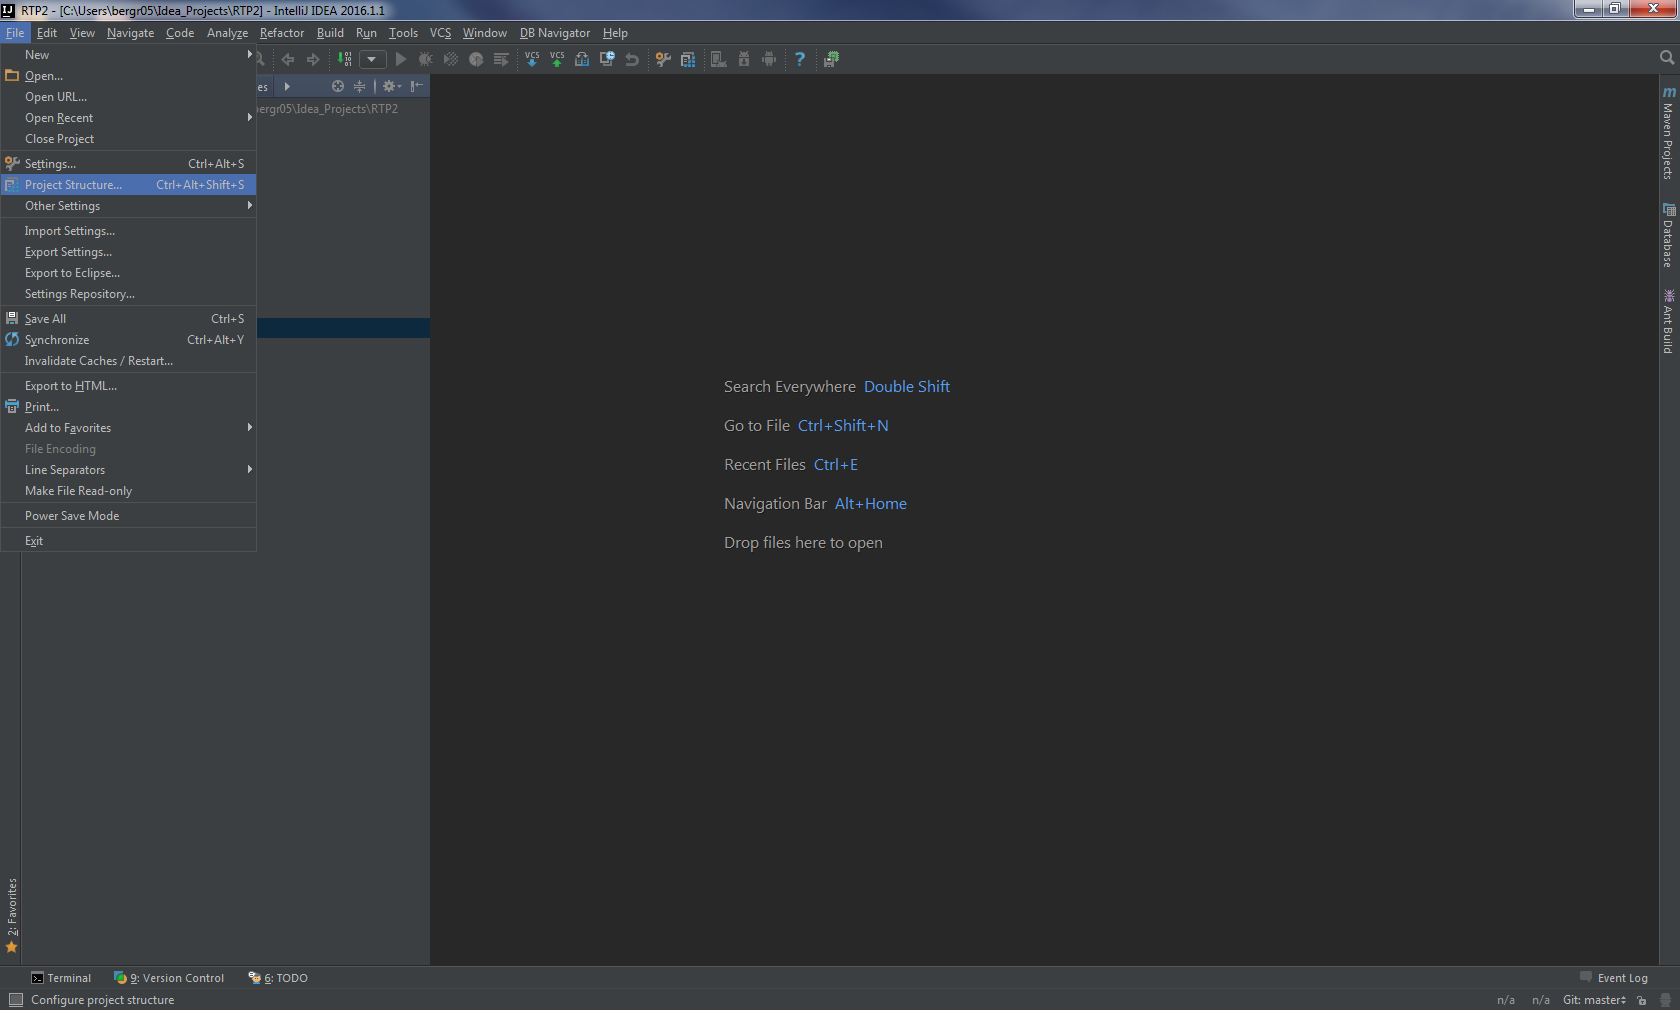 RTP2 - [C:\Users\bergr05\Idea_Projects\RTP2] - IntelliJ IDEA 2016.1.1
File Edit View Navigate Code Analyze Refactor Build Run Tools VCS Window DB Navigator Help
New
Open...
Open URL...
Open Recent
Close Project
Settings... Ctrl+Alt+S
Project Structure... Ctrl+Alt+Shift+S
Other Settings
Import Settings...
Export Settings...
Export to Eclipse...
Settings Repository...
Save All Ctrl+S
Synchronize Ctrl+Alt+Y
Invalidate Caches / Restart...
Export to HTML...
Print...
Add to Favorites
File Encoding
Line Separators
Make File Read-only
Power Save Mode
Exit
VCS VCS
es
bergr05\Idea_Projects\RTP2
Search Everywhere Double Shift
Go to File Ctrl+Shift+N
Recent Files Ctrl+E
Navigation Bar Alt+Home
Drop files here to open
Maven Projects
Database
Ant Build
2: Favorites
Terminal 9: Version Control 6: TODO Event Log
Configure project structure n/a n/a Git: master